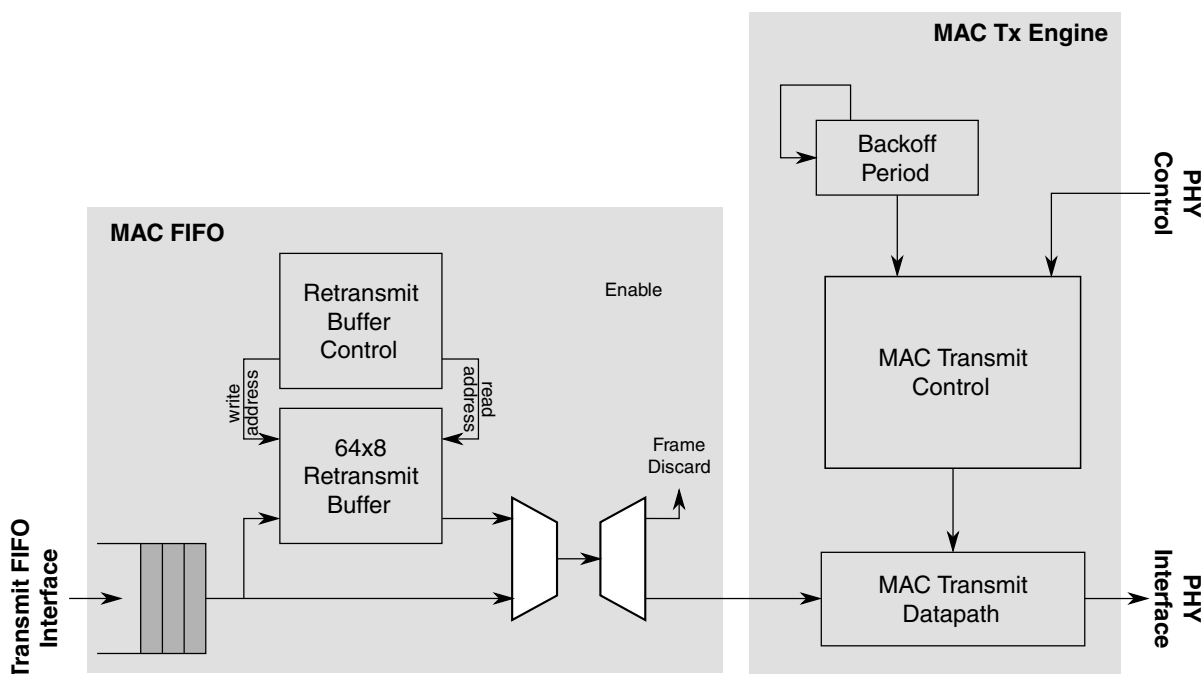 MAC Tx Engine
Backoff
Period
PHY
Control
MAC FIFO
Retransmit
Buffer
Control
Enable
MAC Transmit
Control
write
address
read
address
64x8
Retransmit
Buffer
Frame
Discard
Transmit FIFO
Interface
MAC Transmit
Datapath
PHY
Interface